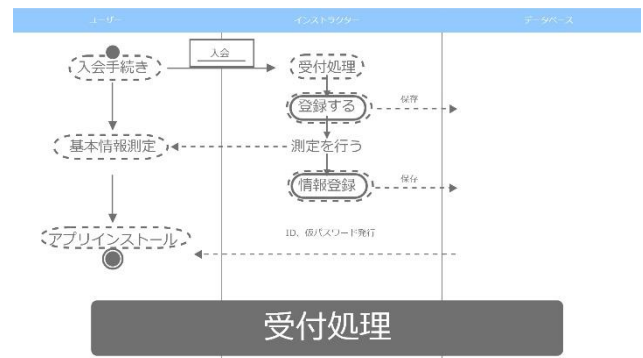 ユーザー
インストラクター
データベース
入会
入会手続き
受付処理
登録する
保存
基本情報測定
測定を行う
情報登録
保存
ID、仮パスワード発行
アプリインストール
受付処理